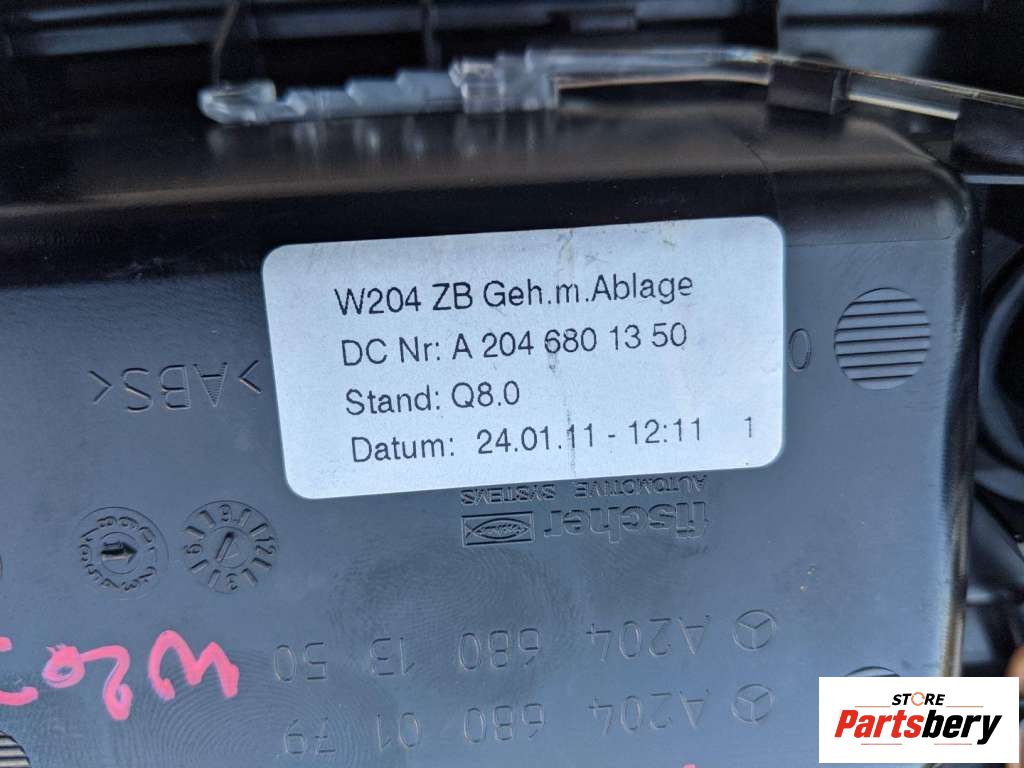 W204 ZB Geh.m.Ablage
DC Nr: A 204 680 13 50
Stand: Q8.0
Datum: 24.01.11 - 12:11 1
>ABS<
fischer
AUTOMOTIVE SYSTEMS
A204 680 13 50
A204 680 01 79
STORE
Partsbery